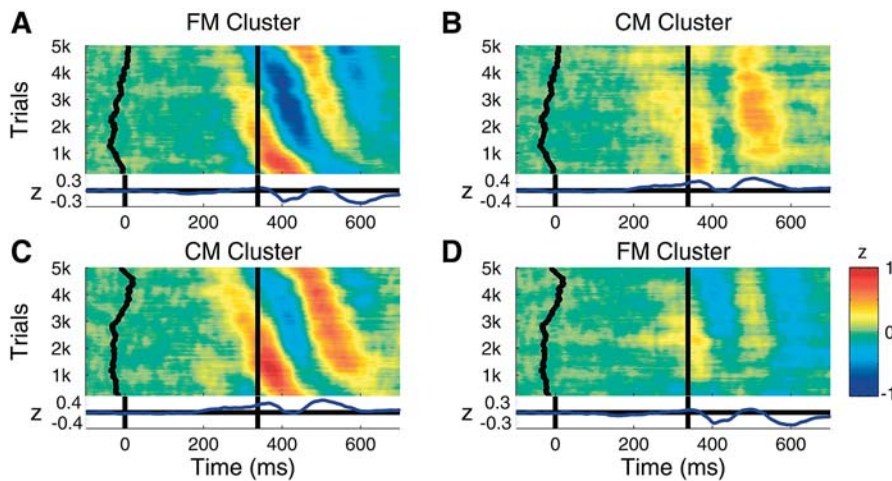 A FM Cluster
B CM Cluster
Trials
5k
4k
3k
2k
1k
5k
4k
3k
2k
1k
z 0.3
-0.3
0.4
-0.4
0 200 400 600
0 200 400 600
C CM Cluster
D FM Cluster
Trials
5k
4k
3k
2k
1k
5k
4k
3k
2k
1k
z
1
0
-1
z 0.4
-0.4
0.3
-0.3
0 200 400 600
0 200 400 600
Time (ms)
Time (ms)